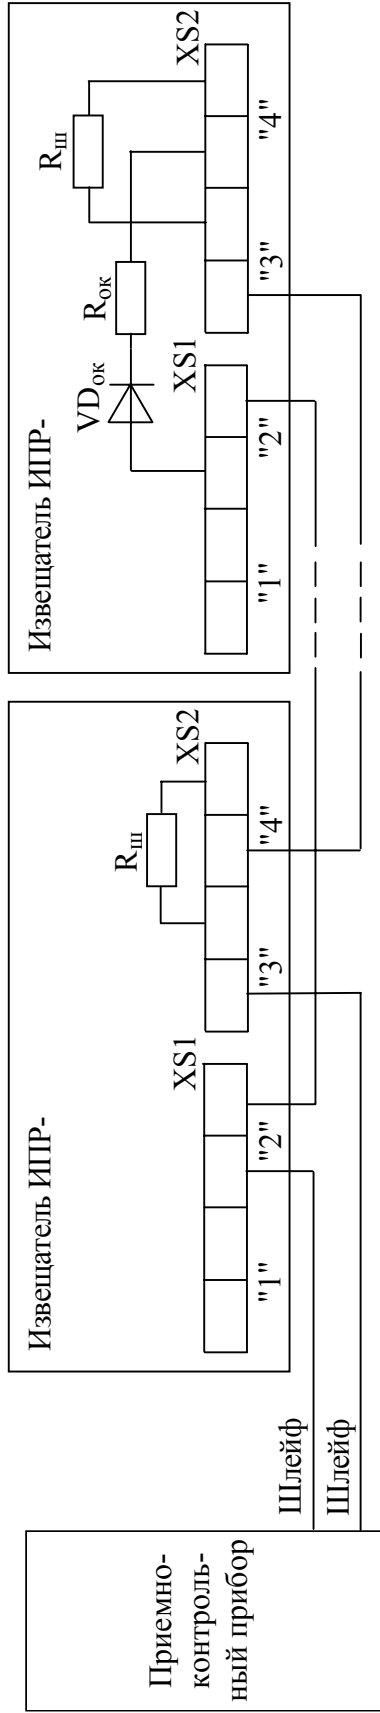 Приемно-
контроль-
ный прибор
Шлейф
Шлейф
Извещатель ИПР-
XS1
"1"
"2"
Rш
XS2
"3"
"4"
Извещатель ИПР-
VDок
Rок
Rш
XS1
"1"
"2"
XS2
"3"
"4"